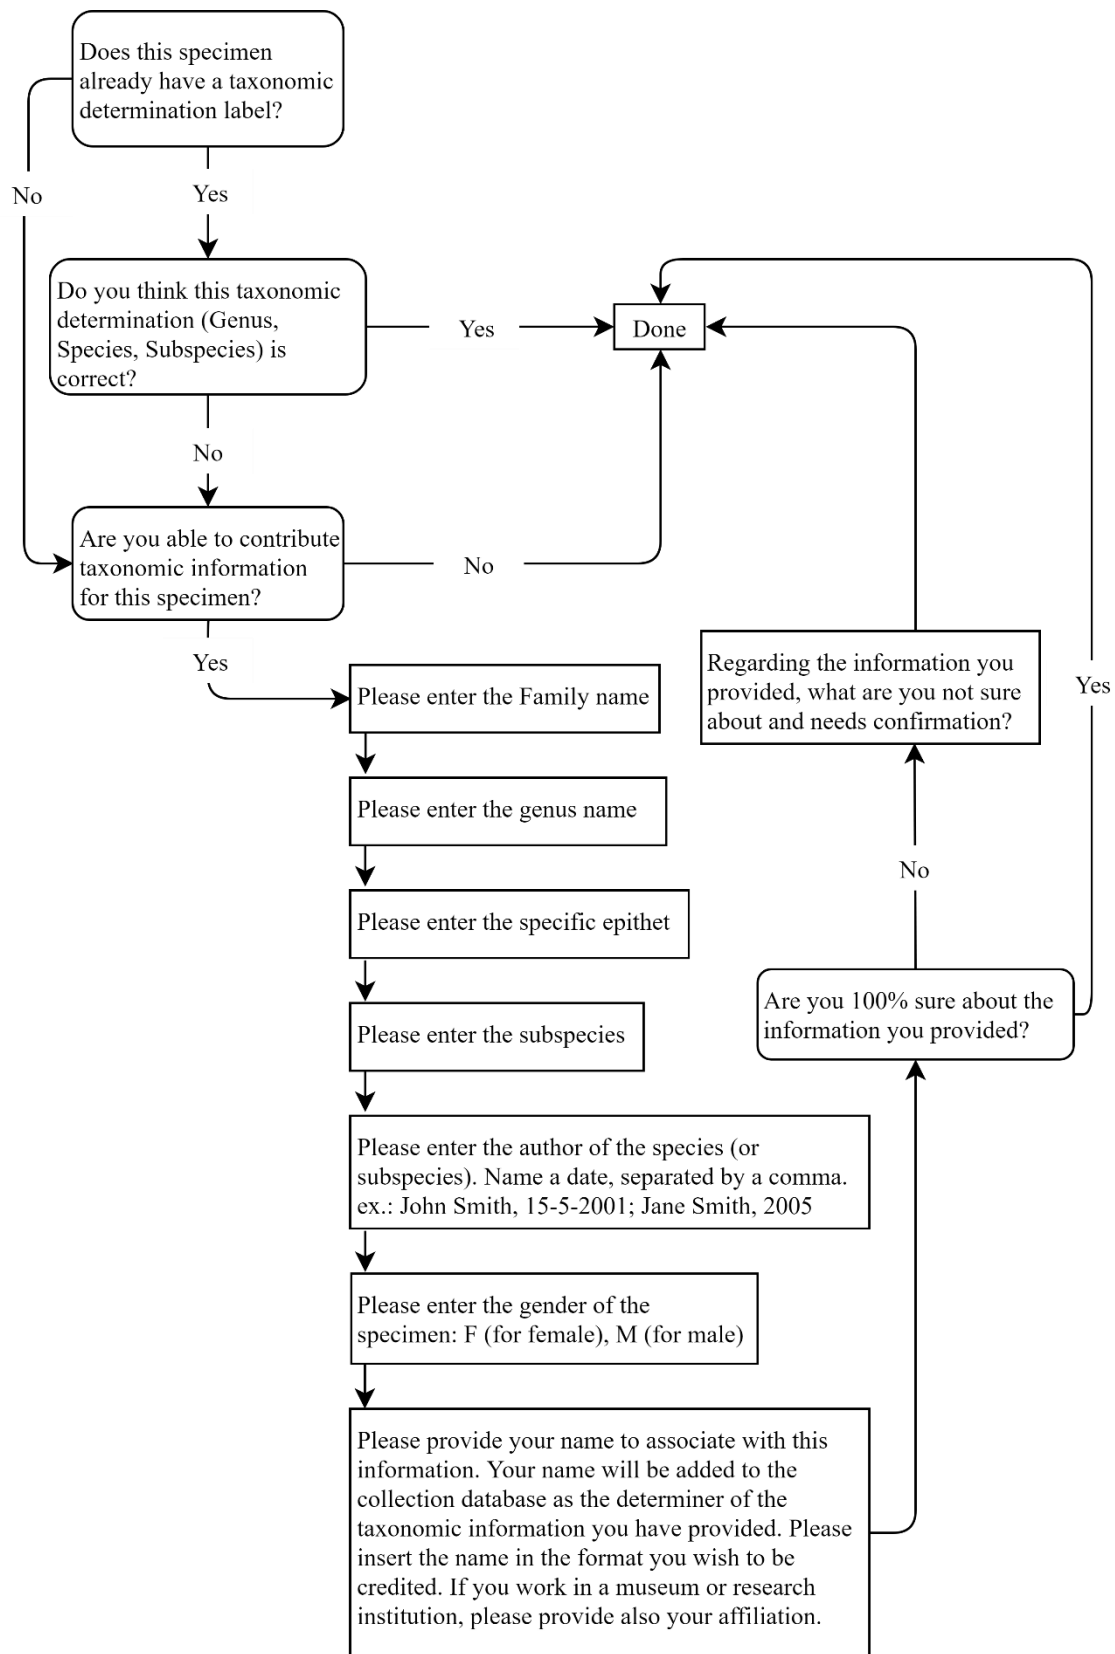 Does this specimen
already have a taxonomic
determination label?
No
Yes
Do you think this taxonomic
determination (Genus,
Species, Subspecies) is
correct?
Yes
Done
No
Are you able to contribute
taxonomic information
for this specimen?
No
Yes
Please enter the Family name
Please enter the genus name
Please enter the specific epithet
Please enter the subspecies
Please enter the author of the species (or
subspecies). Name a date, separated by a comma.
ex.: John Smith, 15-5-2001; Jane Smith, 2005
Please enter the gender of the
specimen: F (for female), M (for male)
Please provide your name to associate with this
information. Your name will be added to the
collection database as the determiner of the
taxonomic information you have provided. Please
insert the name in the format you wish to be
credited. If you work in a museum or research
institution, please provide also your affiliation.
Are you 100% sure about the
information you provided?
No
Regarding the information you
provided, what are you not sure
about and needs confirmation?
Yes